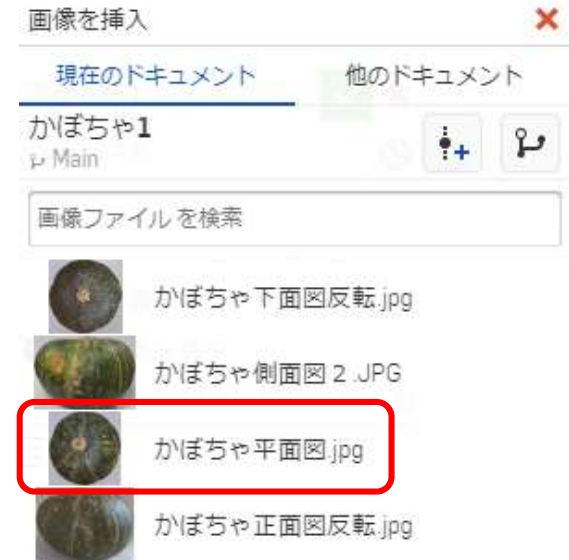 画像を挿入
現在のドキュメント 他のドキュメント
かぼちゃ1
Main
画像ファイルを検索
かぼちゃ下面図反転.jpg
かぼちゃ側面図２.JPG
かぼちゃ平面図.jpg
かぼちゃ正面図反転.jpg